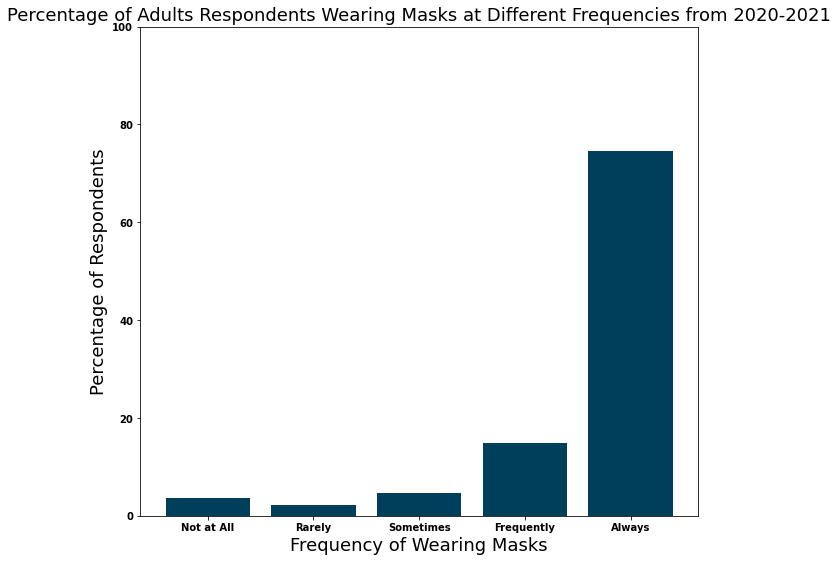 Percentage of Adults Respondents Wearing Masks at Different Frequencies from 2020-2021
100
80
60
40
20
0
Percentage of Respondents
Not at All Rarely Sometimes Frequently Always
Frequency of Wearing Masks